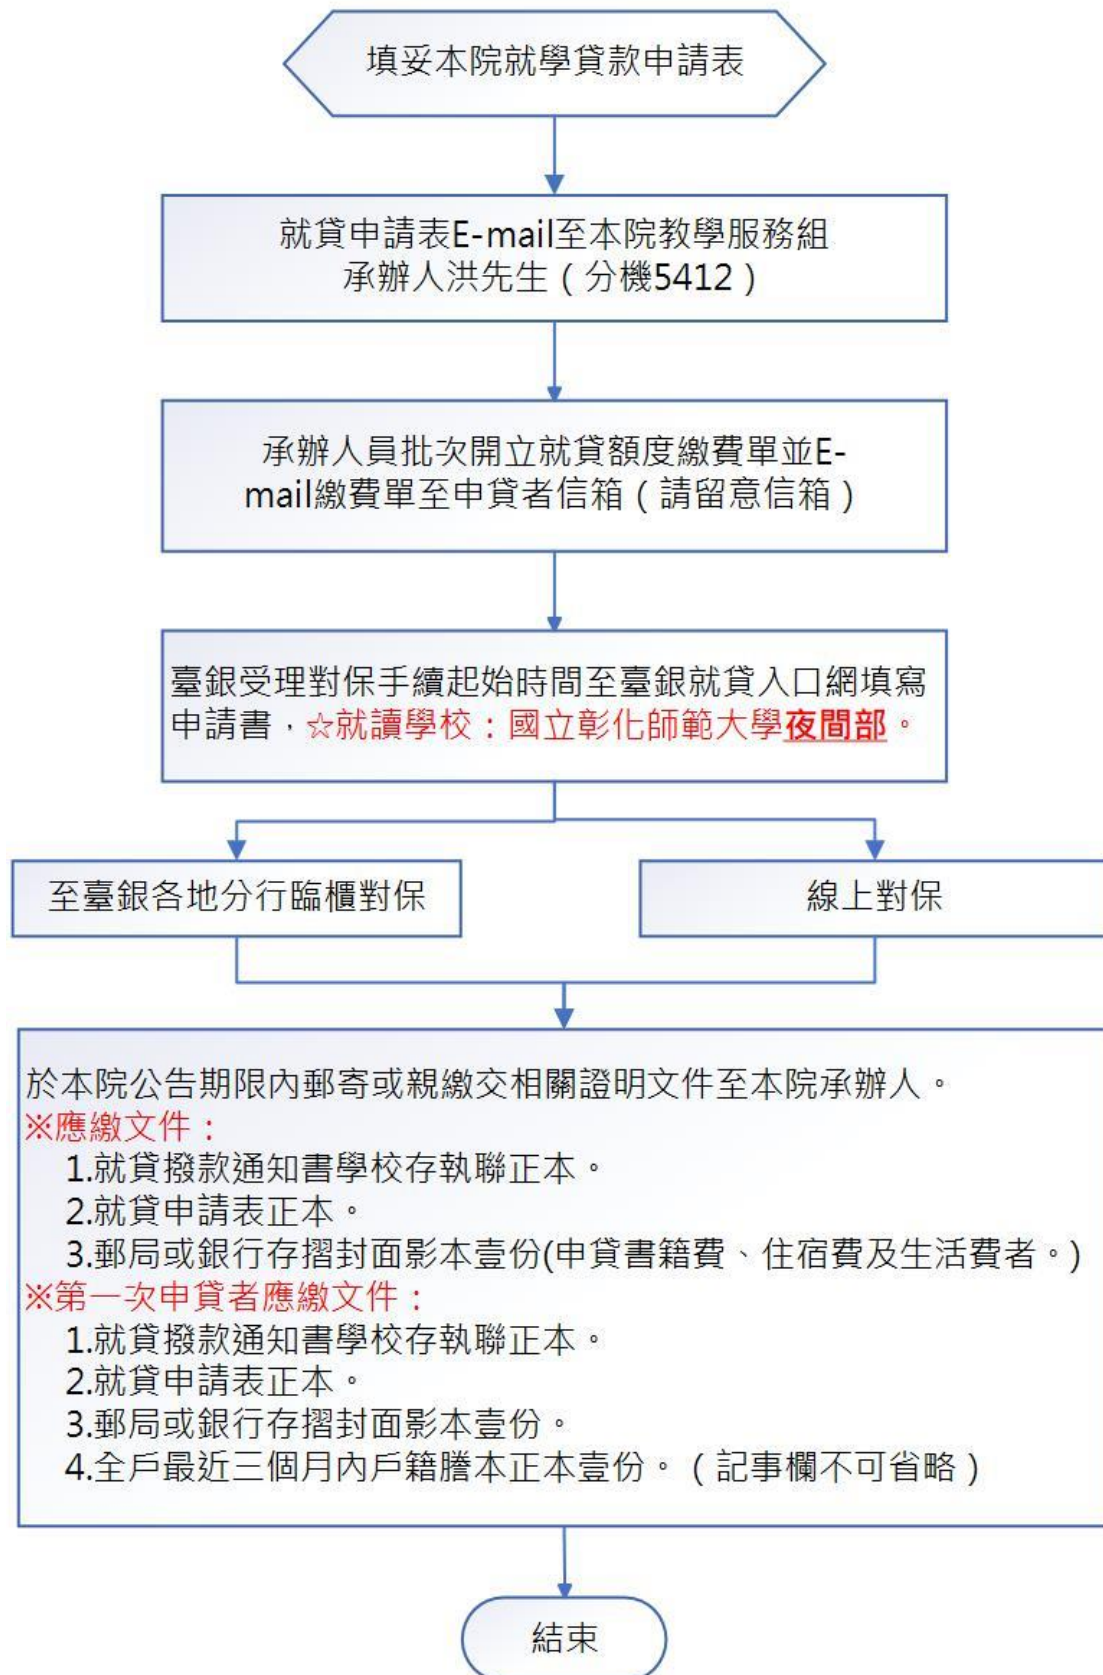 填妥本院就學貸款申請表
就貸申請表E-mail至本院教學服務組
承辦人洪先生（分機5412）
承辦人員批次開立就貸額度繳費單並E-
mail繳費單至申貸者信箱（請留意信箱）
臺銀受理對保手續起始時間至臺銀就貸入口網填寫
申請書，☆就讀學校：國立彰化師範大學夜間部。
至臺銀各地分行臨櫃對保
線上對保
於本院公告期限內郵寄或親繳交相關證明文件至本院承辦人。
※應繳文件：
1.就貸撥款通知書學校存執聯正本。
2.就貸申請表正本。
3.郵局或銀行存摺封面影本壹份(申貸書籍費、住宿費及生活費者。)
※第一次申貸者應繳文件：
1.就貸撥款通知書學校存執聯正本。
2.就貸申請表正本。
3.郵局或銀行存摺封面影本壹份。
4.全戶最近三個月內戶籍謄本正本壹份。（記事欄不可省略）
結束